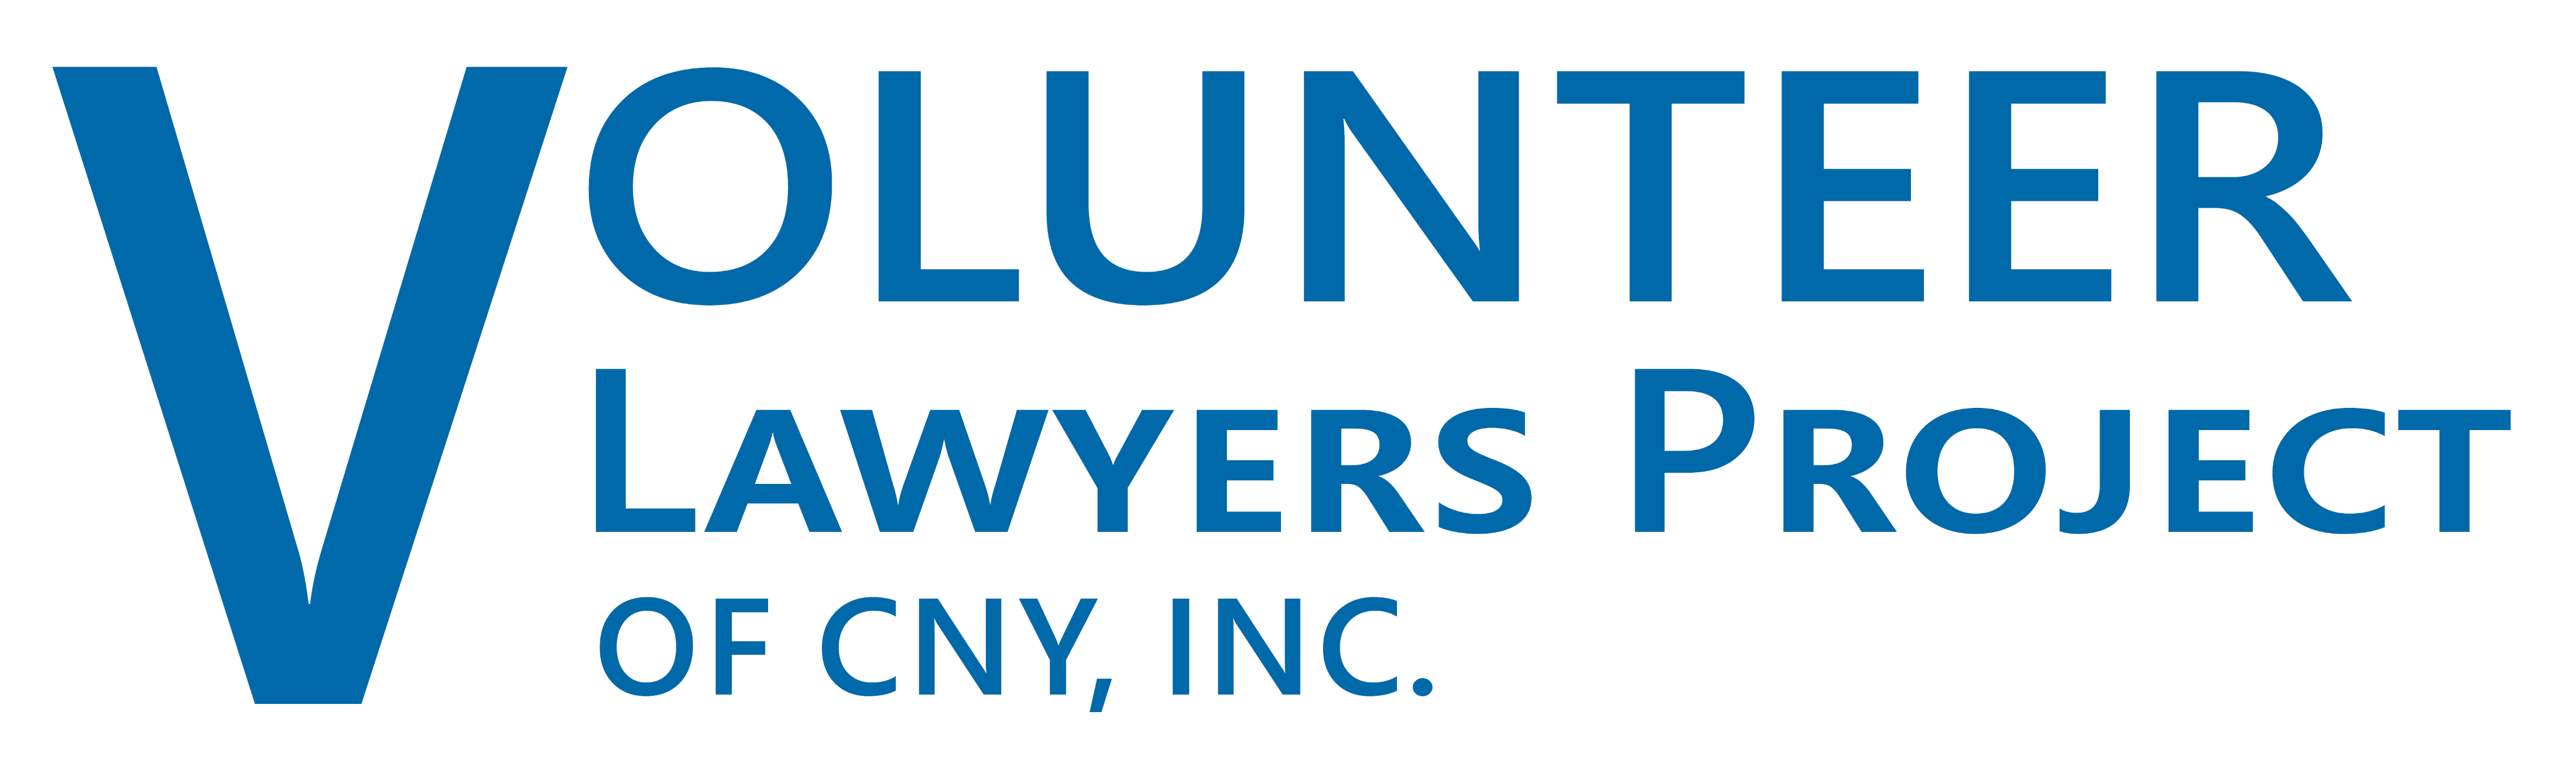 VOLUNTEER
LAWYERS PROJECT
OF CNY, INC.